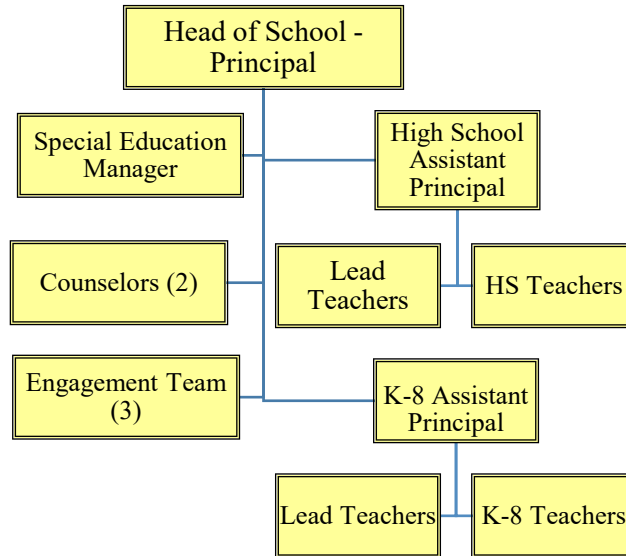 Head of School -
Principal
Special Education
Manager
High School
Assistant
Principal
Counselors (2)
Lead
Teachers
HS Teachers
Engagement Team
(3)
K-8 Assistant
Principal
Lead Teachers
K-8 Teachers